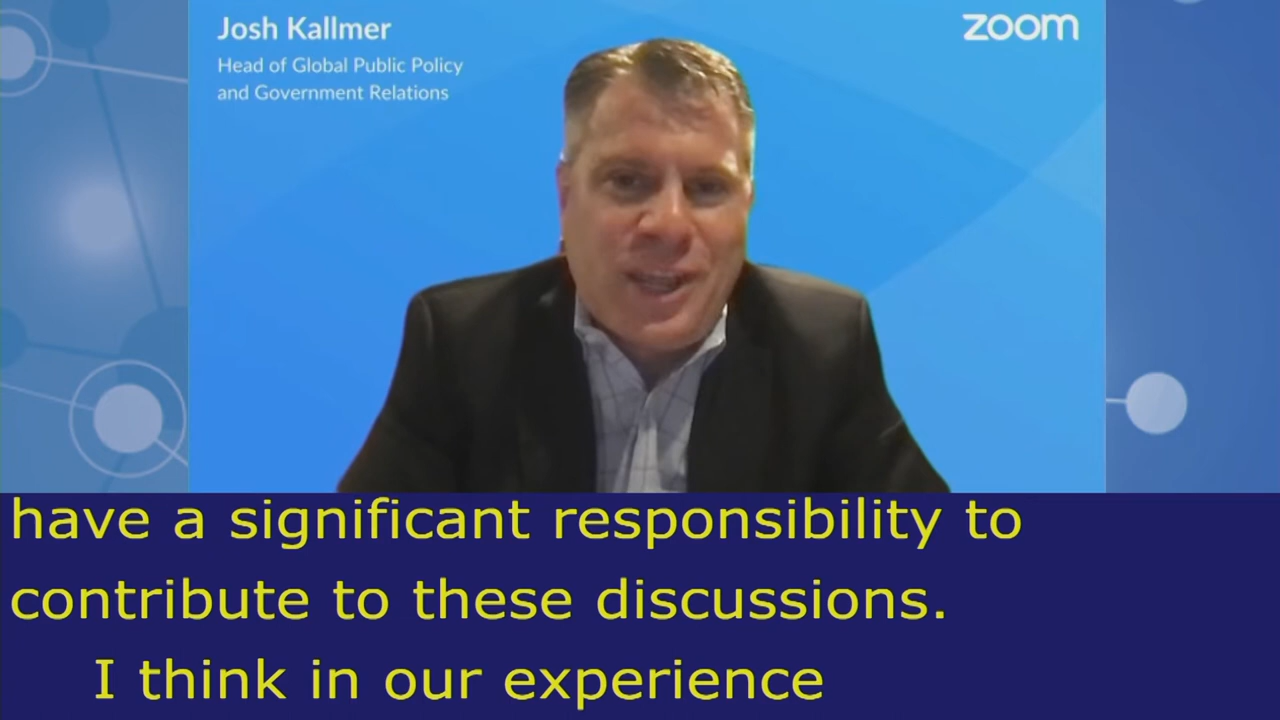 Josh Kallmer
zoom
Head of Global Public Policy
and Government Relations
have a significant responsibility to
contribute to these discussions.
I think in our experience